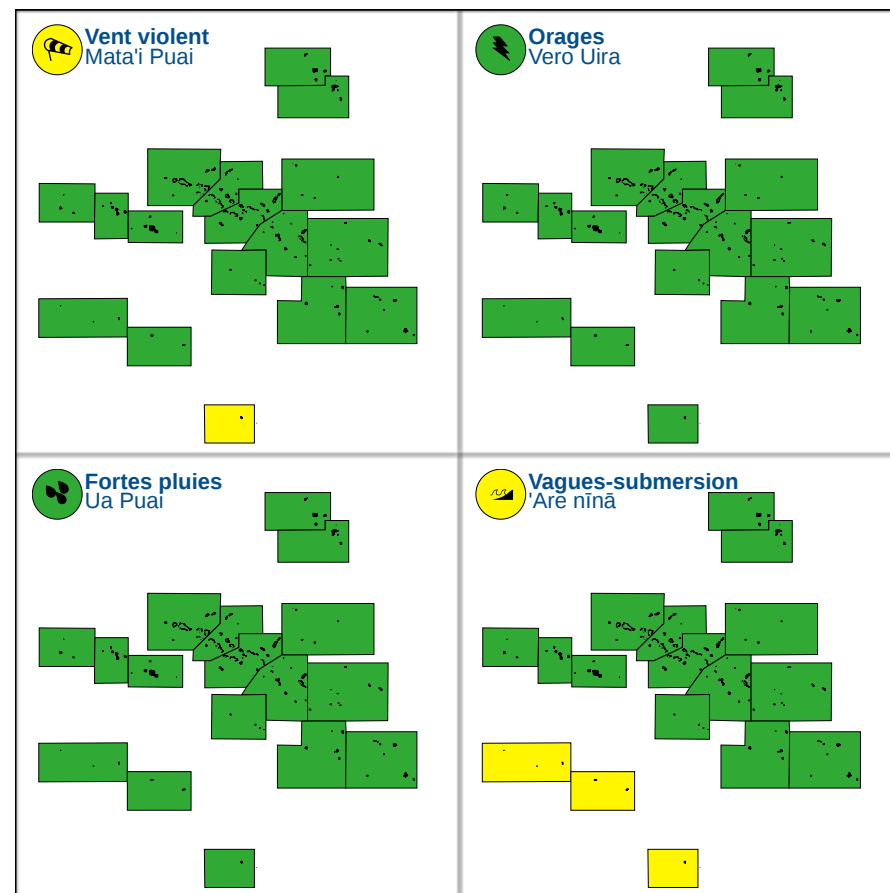 Vent violent
Mata'i Puai
Orages
Vero Uira
Fortes pluies
Ua Puai
Vagues-submersion
'Are nīnā